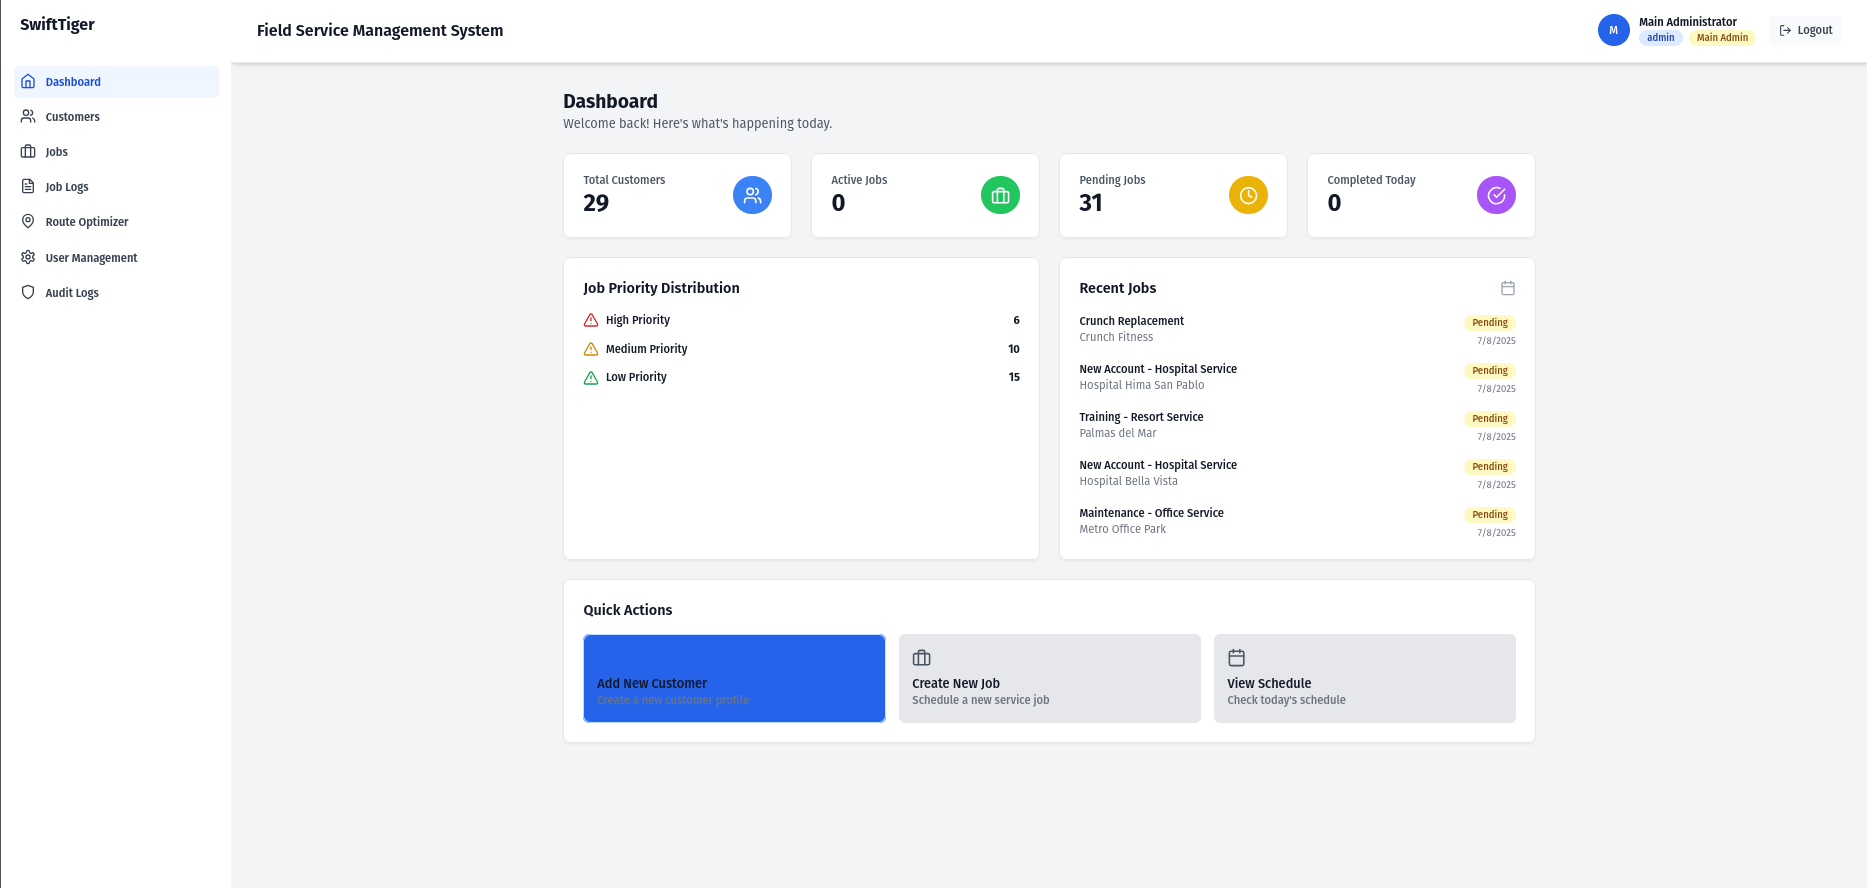 SwiftTiger
Field Service Management System
M
Main Administrator
admin
Main Admin
Logout
Dashboard
Customers
Jobs
Job Logs
Route Optimizer
User Management
Audit Logs
Dashboard
Welcome back! Here's what's happening today.
Total Customers
29
Active Jobs
0
Pending Jobs
31
Completed Today
0
Job Priority Distribution
High Priority 6
Medium Priority 10
Low Priority 15
Recent Jobs
Crunch Replacement Pending
Crunch Fitness 7/8/2025
New Account - Hospital Service Pending
Hospital Hima San Pablo 7/8/2025
Training - Resort Service Pending
Palmas del Mar 7/8/2025
New Account - Hospital Service Pending
Hospital Bella Vista 7/8/2025
Maintenance - Office Service Pending
Metro Office Park 7/8/2025
Quick Actions
Add New Customer
Create a new customer profile
Create New Job
Schedule a new service job
View Schedule
Check today's schedule